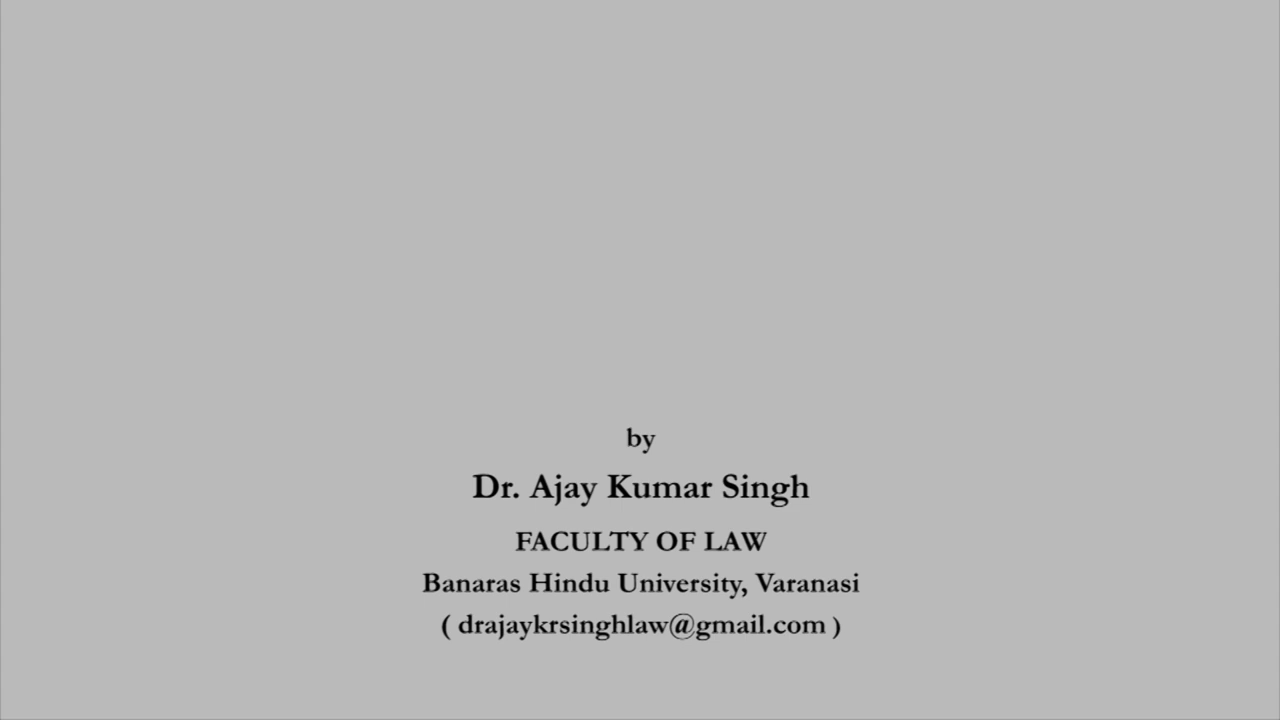 by
Dr. Ajay Kumar Singh
FACULTY OF LAW
Banaras Hindu University, Varanasi
( drajaykrsinghlaw@gmail.com )